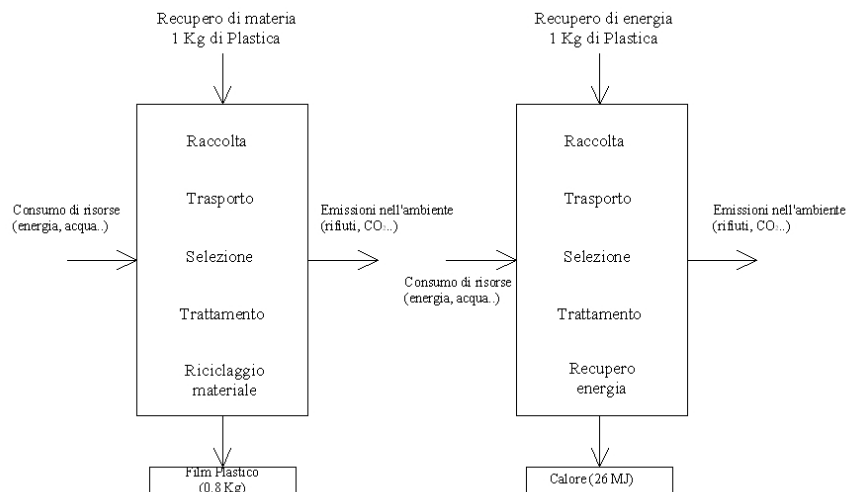 Recupero di materia
1 Kg di Plastica
Raccolta
Trasporto
Selezione
Trattamento
Riciclaggio
materiale
Consumo di risorse
(energia, acqua..)
Emissioni nell'ambiente
(rifiuti, CO2..)
Film Plastico
(0.8 Kg)
Recupero di energia
1 Kg di Plastica
Raccolta
Trasporto
Selezione
Trattamento
Recupero
energia
Consumo di risorse
(energia, acqua..)
Emissioni nell'ambiente
(rifiuti, CO2..)
Calore (26 MJ)